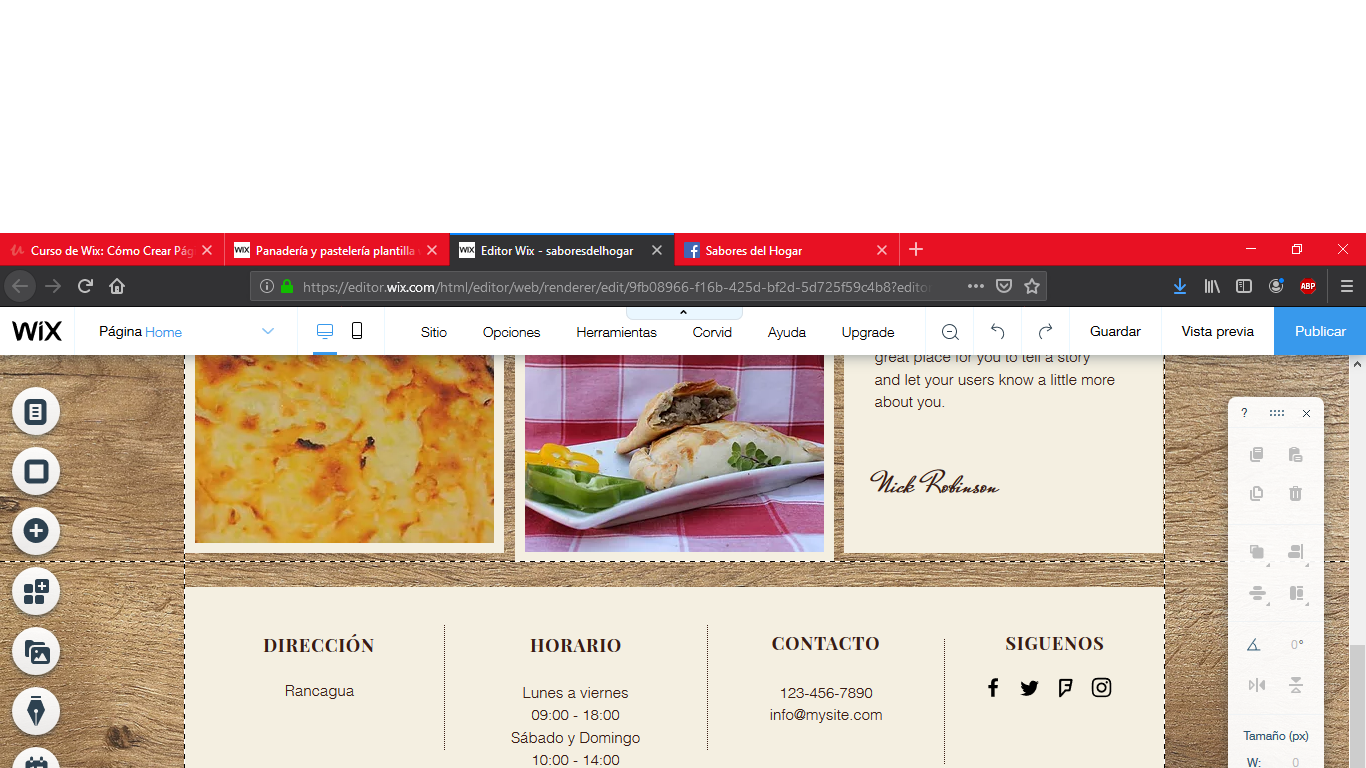 Curso de Wix: Cómo Crear Pág
WIX Panadería y pastelería plantilla
WIX Editor Wix - saboresdelhogar
Sabores del Hogar
https://editor.wix.com/html/editor/web/renderer/edit/9fb08966-f16b-425d-bf2d-5d725f59c4b8?editor
ABP
WiX
Página Home
Sitio
Opciones
Herramientas
Corvid
Ayuda
Upgrade
Guardar
Vista previa
Publicar
great place for you to tell a story
and let your users know a little more
about you.
Nick Robinson
?
0°
Tamaño (px)
W: 0
DIRECCIÓN
Rancagua
HORARIO
Lunes a viernes
09:00 - 18:00
Sábado y Domingo
10:00 - 14:00
CONTACTO
123-456-7890
info@mysite.com
SIGUENOS